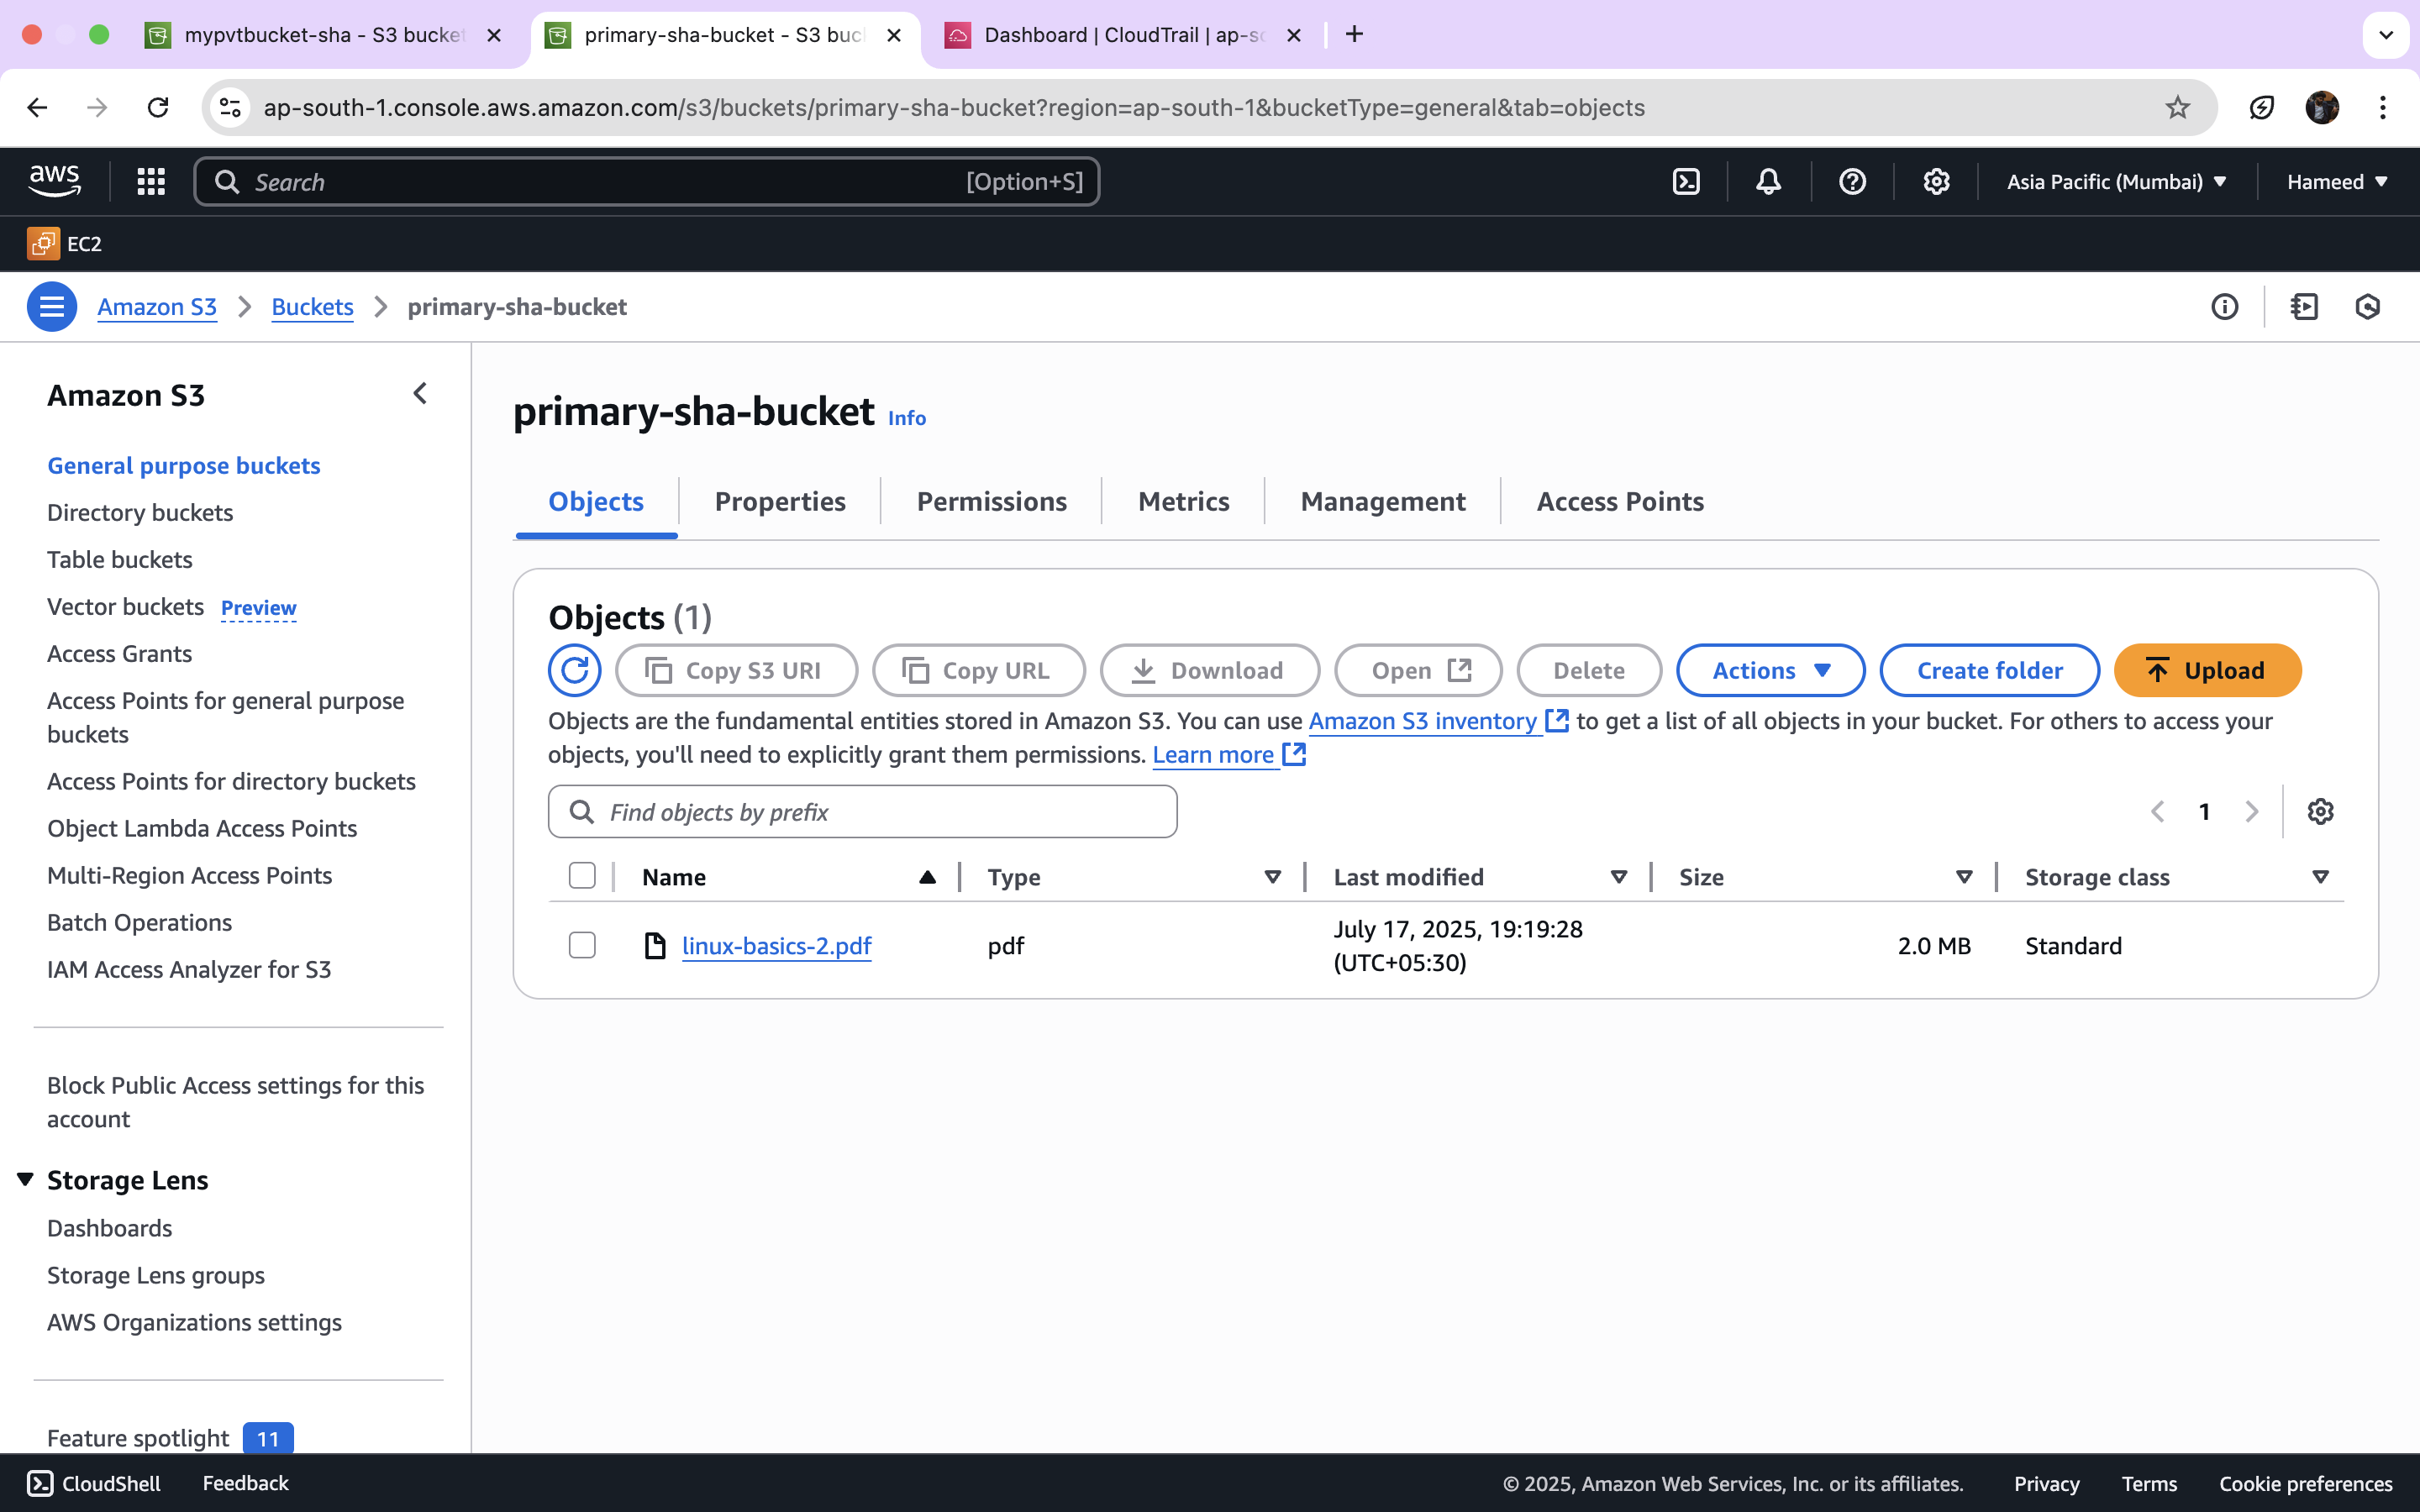 mypvtbucket-sha - S3 bucket
primary-sha-bucket - S3 buc
Dashboard | CloudTrail | ap-so
ap-south-1.console.aws.amazon.com/s3/buckets/primary-sha-bucket?region=ap-south-1&bucketType=general&tab=objects
aws
Search [Option+S]
Asia Pacific (Mumbai)
Hameed
EC2
Amazon S3 > Buckets > primary-sha-bucket
Amazon S3
General purpose buckets
Directory buckets
Table buckets
Vector buckets Preview
Access Grants
Access Points for general purpose
buckets
Access Points for directory buckets
Object Lambda Access Points
Multi-Region Access Points
Batch Operations
IAM Access Analyzer for S3
Block Public Access settings for this
account
Storage Lens
Dashboards
Storage Lens groups
AWS Organizations settings
Feature spotlight 11
primary-sha-bucket Info
Objects Properties Permissions Metrics Management Access Points
Objects (1)
Copy S3 URI Copy URL Download Open Delete Actions Create folder Upload
Objects are the fundamental entities stored in Amazon S3. You can use Amazon S3 inventory to get a list of all objects in your bucket. For others to access your
objects, you'll need to explicitly grant them permissions. Learn more
Find objects by prefix
1
Name Type Last modified Size Storage class
linux-basics-2.pdf pdf July 17, 2025, 19:19:28 2.0 MB Standard
(UTC+05:30)
CloudShell Feedback © 2025, Amazon Web Services, Inc. or its affiliates. Privacy Terms Cookie preferences